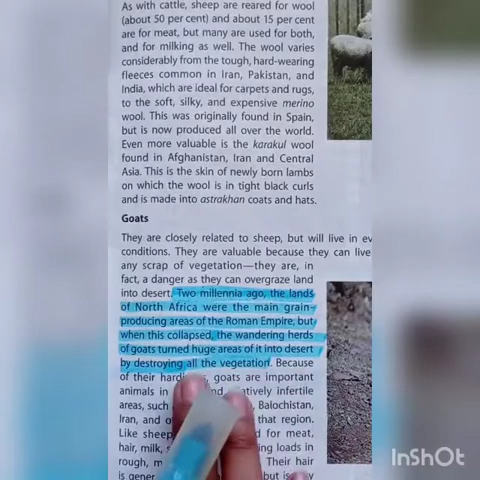 As with cattle, sheep are reared for wool
(about 50 per cent) and about 15 per cent
are for meat, but many are used for both,
and for milking as well. The wool varies
considerably from the tough, hard-wearing
fleeces common in Iran, Pakistan, and
India, which are ideal for carpets and rugs,
to the soft, silky, and expensive merino
wool. This was originally found in Spain,
but is now produced all over the world.
Even more valuable is the karakul wool
found in Afghanistan, Iran and Central
Asia. This is the skin of newly born lambs
on which the wool is in tight black curls
and is made into astrakhan coats and hats.
Goats
They are closely related to sheep, but will live in
conditions. They are valuable because they can live
any scrap of vegetation—they are, in
fact, a danger as they can overgraze land
into desert. Two millennia ago, the lands
of North Africa were the main grain-
producing areas of the Roman Empire, but
when this collapsed, the wandering herds
of goats turned huge areas of it into desert
by destroying all the vegetation. Because
of their goats are important
animals in
areas, such Balochistan,
Iran, and that region.
Like sheep for meat,
hair, milk, loads in
rough, Their hair
is but is
InShOt